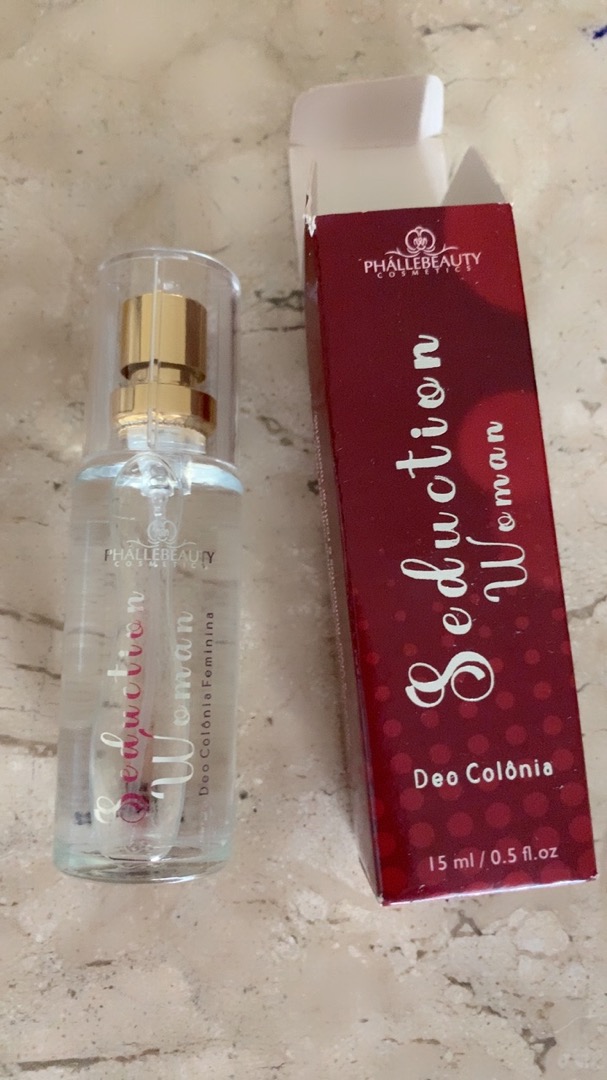 PHÁLLEBEAUTY
COSMETICS
Seduction
Woman
Deo Colônia Feminina
PHÁLLEBEAUTY
COSMETICS
Seduction
Woman
Deo Colônia
15 ml / 0.5 fl.oz